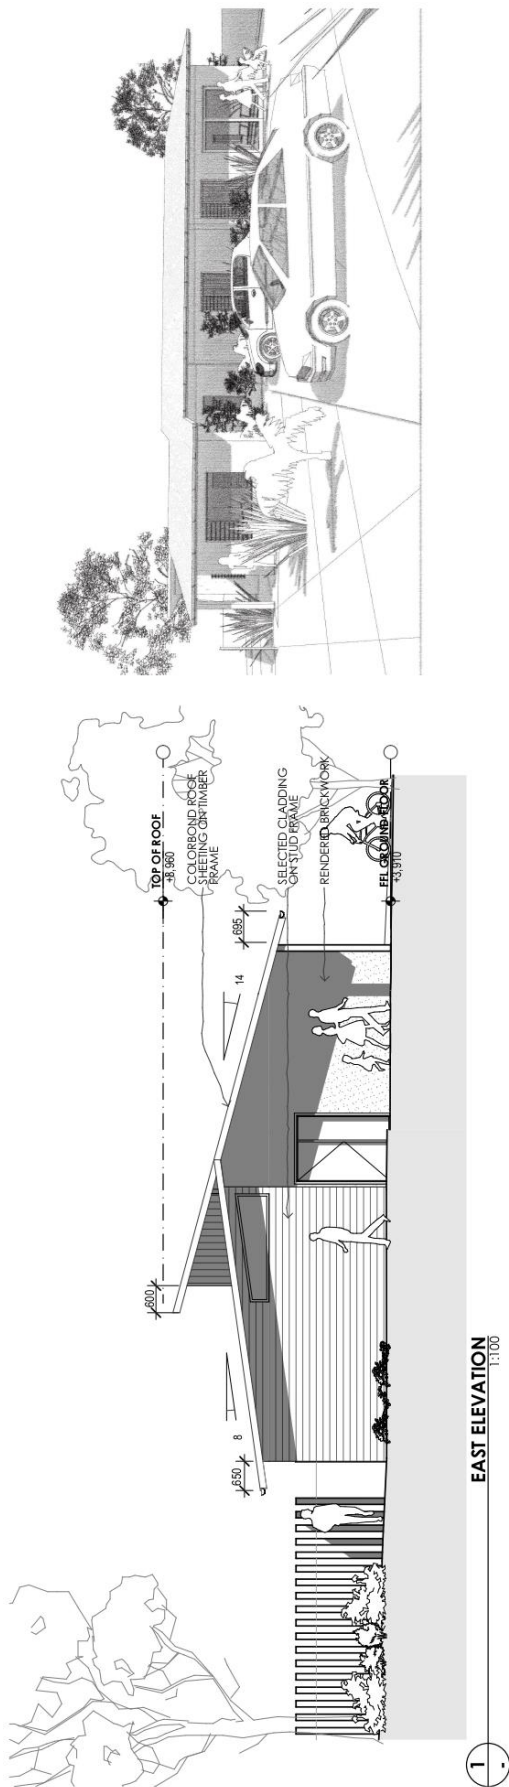 TOP OF ROOF
+8,960
COLORBOND ROOF
SHEETING ON TIMBER
FRAME
SELECTED CLADDING
ON STUD FRAME
RENDERED BRICKWORK
FFL GROUND FLOOR
+3,910
600
695
14
8
650
1
-
EAST ELEVATION
1:100